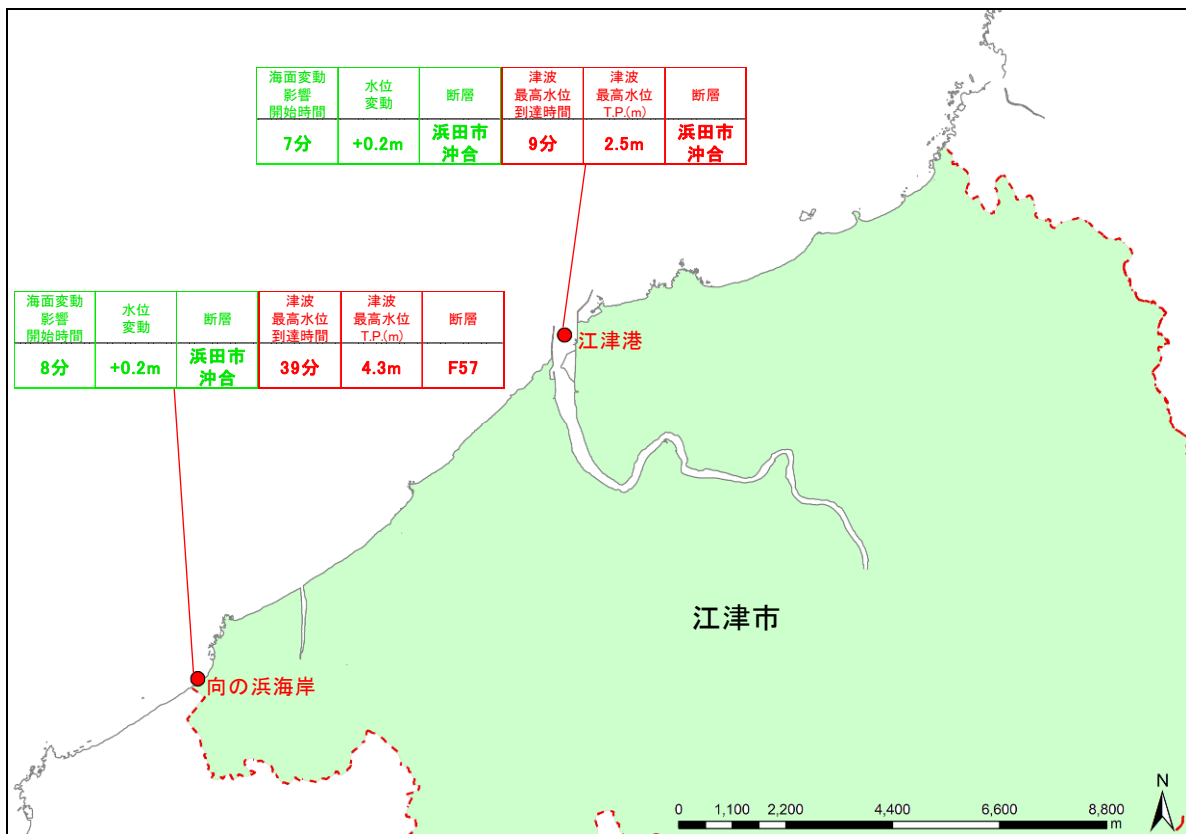 海面変動
影響
開始時間
水位
変動
断層
津波
最高水位
到達時間
津波
最高水位
T.P.(m)
断層
7分
+0.2m
浜田市
沖合
9分
2.5m
浜田市
沖合
海面変動
影響
開始時間
水位
変動
断層
津波
最高水位
到達時間
津波
最高水位
T.P.(m)
断層
8分
+0.2m
浜田市
沖合
39分
4.3m
F57
江津港
江津市
向の浜海岸
N
0 1,100 2,200 4,400 6,600 8,800
m